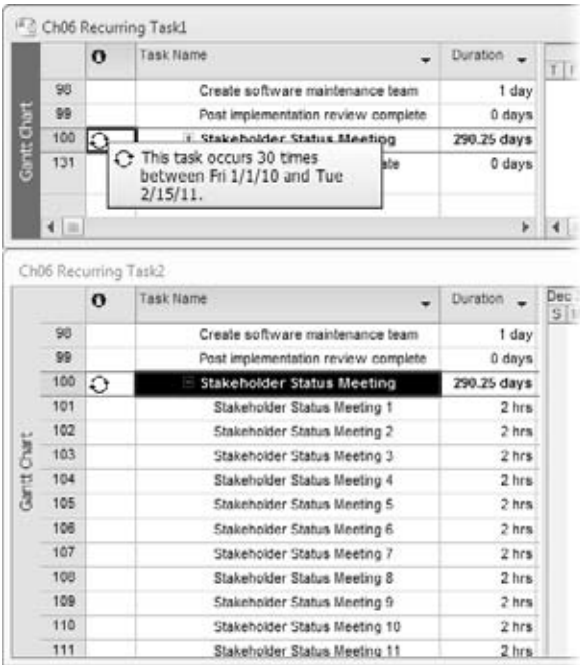 Ch06 Recurring Task1
Task Name Duration
T F
98 Create software maintenance team 1 day
99 Post implementation review complete 0 days
100 Stakeholder Status Meeting 290.25 days
131 0 days
This task occurs 30 times
between Fri 1/1/10 and Tue
2/15/11.
Gantt Chart
Ch06 Recurring Task2
Task Name Duration Dec
S
98 Create software maintenance team 1 day
99 Post implementation review complete 0 days
100 Stakeholder Status Meeting 290.25 days
101 Stakeholder Status Meeting 1 2 hrs
102 Stakeholder Status Meeting 2 2 hrs
103 Stakeholder Status Meeting 3 2 hrs
104 Stakeholder Status Meeting 4 2 hrs
105 Stakeholder Status Meeting 5 2 hrs
106 Stakeholder Status Meeting 6 2 hrs
107 Stakeholder Status Meeting 7 2 hrs
108 Stakeholder Status Meeting 8 2 hrs
109 Stakeholder Status Meeting 9 2 hrs
110 Stakeholder Status Meeting 10 2 hrs
111 Stakeholder Status Meeting 11 2 hrs
Gantt Chart